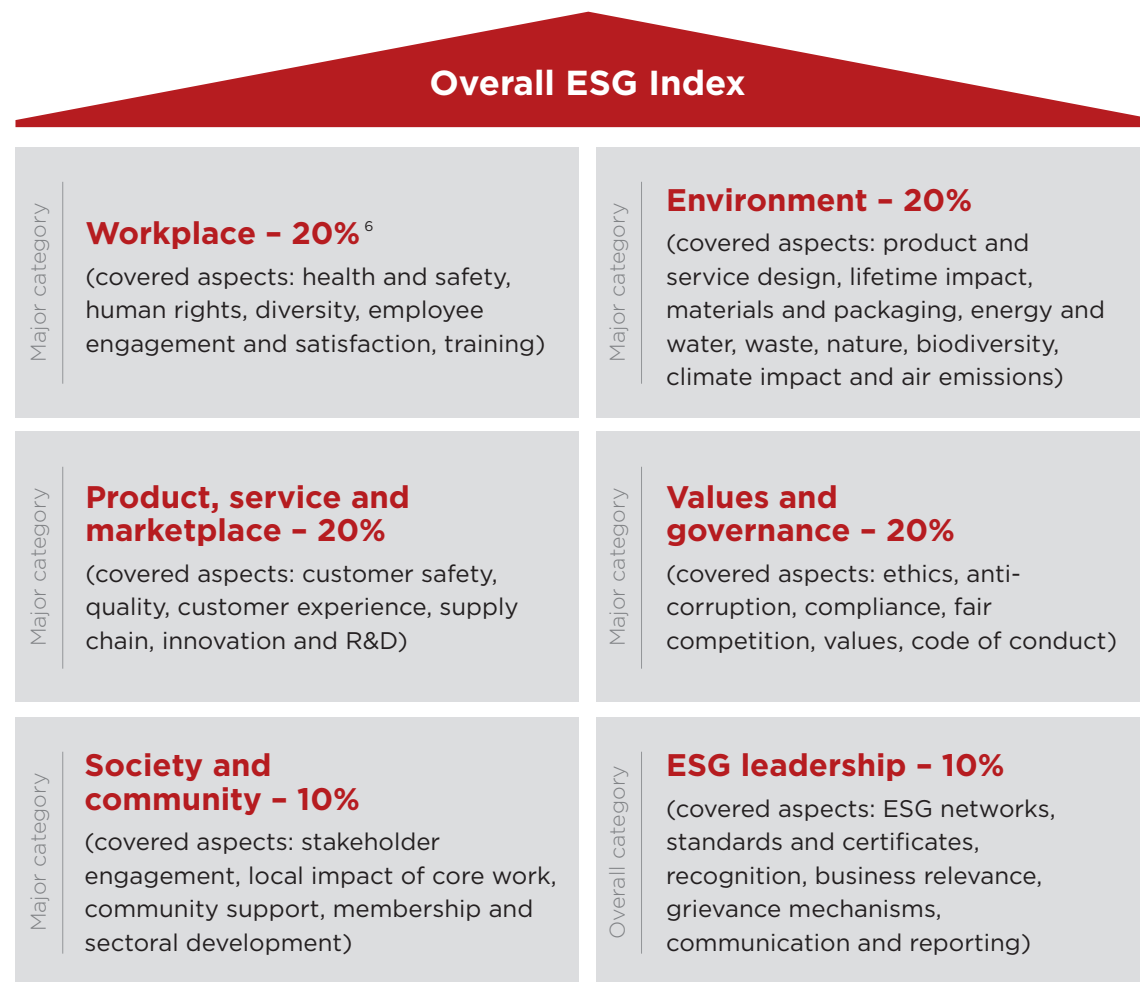 Overall ESG Index
Major category
Workplace – 20% 6
(covered aspects: health and safety,
human rights, diversity, employee
engagement and satisfaction, training)
Major category
Environment – 20%
(covered aspects: product and
service design, lifetime impact,
materials and packaging, energy and
water, waste, nature, biodiversity,
climate impact and air emissions)
Major category
Product, service and
marketplace – 20%
(covered aspects: customer safety,
quality, customer experience, supply
chain, innovation and R&D)
Major category
Values and
governance – 20%
(covered aspects: ethics, anti-
corruption, compliance, fair
competition, values, code of conduct)
Major category
Society and
community – 10%
(covered aspects: stakeholder
engagement, local impact of core work,
community support, membership and
sectoral development)
Overall category
ESG leadership – 10%
(covered aspects: ESG networks,
standards and certificates,
recognition, business relevance,
grievance mechanisms,
communication and reporting)